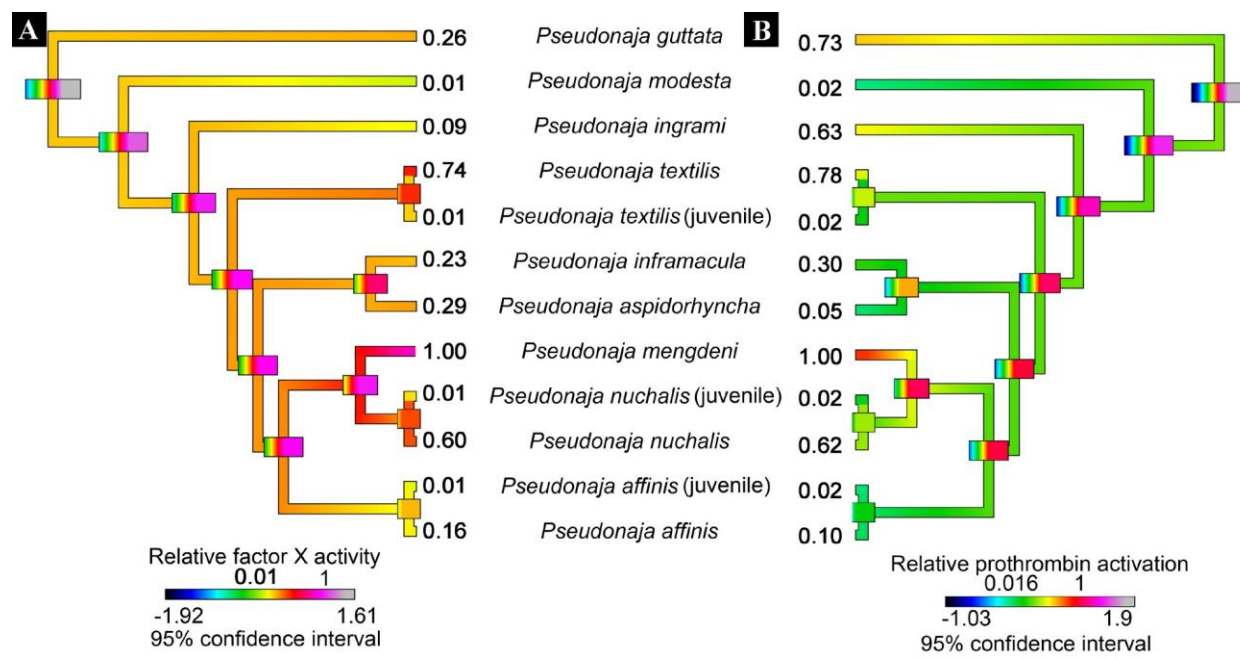 A
B
0.26 Pseudonaja guttata 0.73
0.01 Pseudonaja modesta 0.02
0.09 Pseudonaja ingrami 0.63
0.74 Pseudonaja textilis 0.78
0.01 Pseudonaja textilis (juvenile) 0.02
0.23 Pseudonaja inframacula 0.30
0.29 Pseudonaja aspidorhyncha 0.05
1.00 Pseudonaja mengdeni 1.00
0.01 Pseudonaja nuchalis (juvenile) 0.02
0.60 Pseudonaja nuchalis 0.62
0.01 Pseudonaja affinis (juvenile) 0.02
0.16 Pseudonaja affinis 0.10
Relative factor X activity
0.01 1
-1.92 1.61
95% confidence interval
Relative prothrombin activation
0.016 1
-1.03 1.9
95% confidence interval